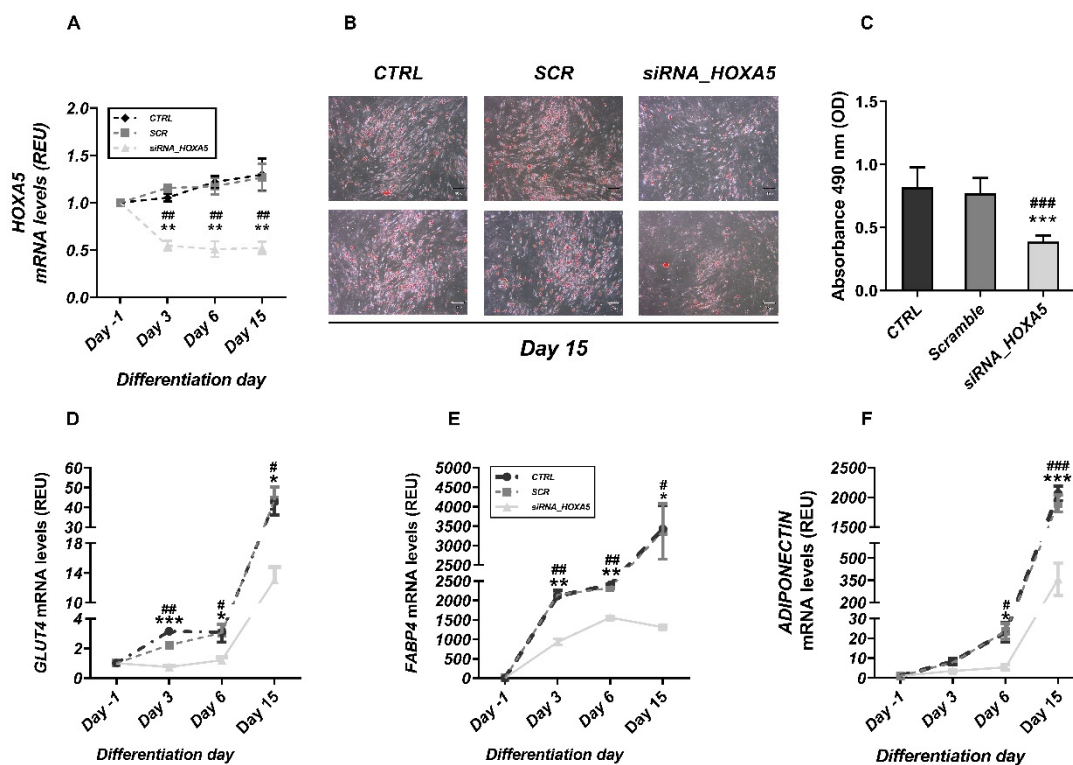 A
HOXA5
mRNA levels (REU)
2.0
1.5
1.0
0.5
0.0
CTRL
SCR
siRNA_HOXA5
##
**
##
**
##
**
Day -1
Day 3
Day 6
Day 15
Differentiation day
B
CTRL
SCR
siRNA_HOXA5
Day 15
C
Absorbance 490 nm (OD)
1.5
1.0
0.5
0.0
###
***
CTRL
Scramble
siRNA_HOXA5
D
GLUT4 mRNA levels (REU)
60
50
40
30
20
18
14
10
4
2
0
##
***
#
*
#
*
Day -1
Day 3
Day 6
Day 15
Differentiation day
E
FABP4 mRNA levels (REU)
5000
4500
4000
3500
3000
2500
2000
1500
1000
500
0
CTRL
SCR
siRNA_HOXA5
##
**
##
**
#
*
Day -1
Day 3
Day 6
Day 15
Differentiation day
F
ADIPONECTIN
mRNA levels (REU)
2500
2000
1500
500
350
200
30
20
10
0
#
*
###
***
Day -1
Day 3
Day 6
Day 15
Differentiation day